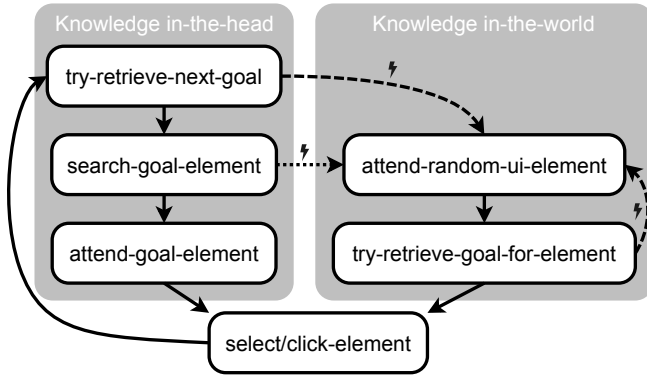 Knowledge in-the-head
Knowledge in-the-world
try-retrieve-next-goal
search-goal-element
attend-random-ui-element
attend-goal-element
try-retrieve-goal-for-element
select/click-element